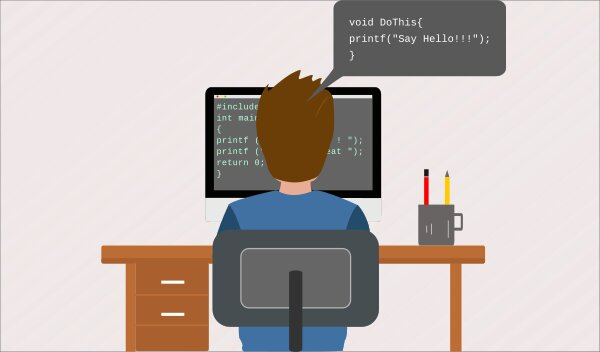 void DoThis{
printf("Say Hello!!!");
}
#include
int main
{
printf ( ! ");
printf ( eat ");
return 0;
}